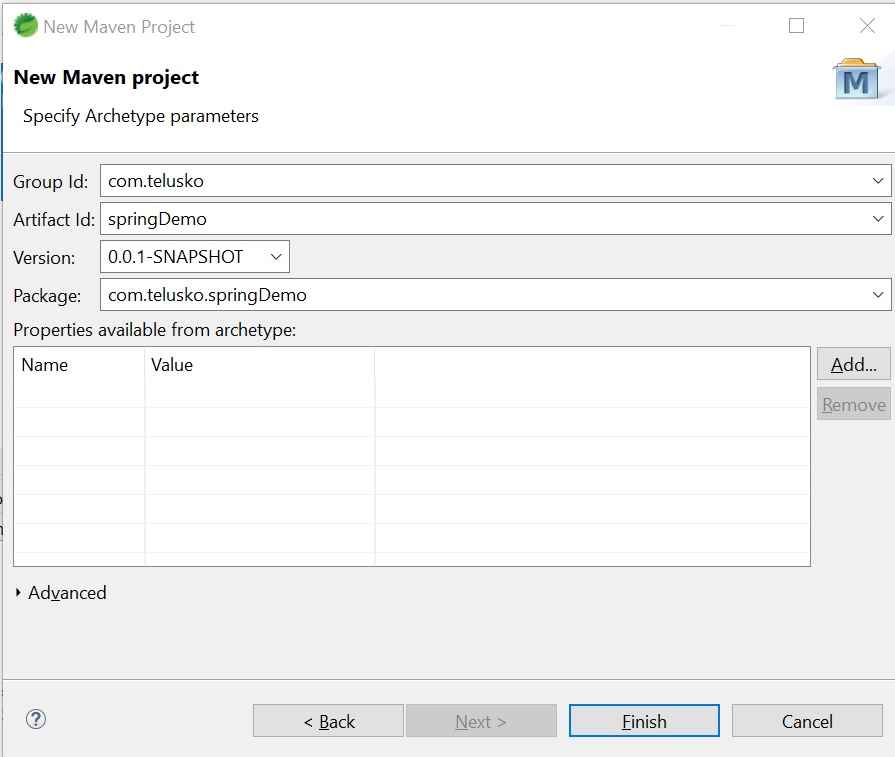 New Maven Project
New Maven project
M
Specify Archetype parameters
Group Id: com.telusko
Artifact Id: springDemo
Version: 0.0.1-SNAPSHOT
Package: com.telusko.springDemo
Properties available from archetype:
Name Value
Add...
Remove
Advanced
? < Back Next > Finish Cancel